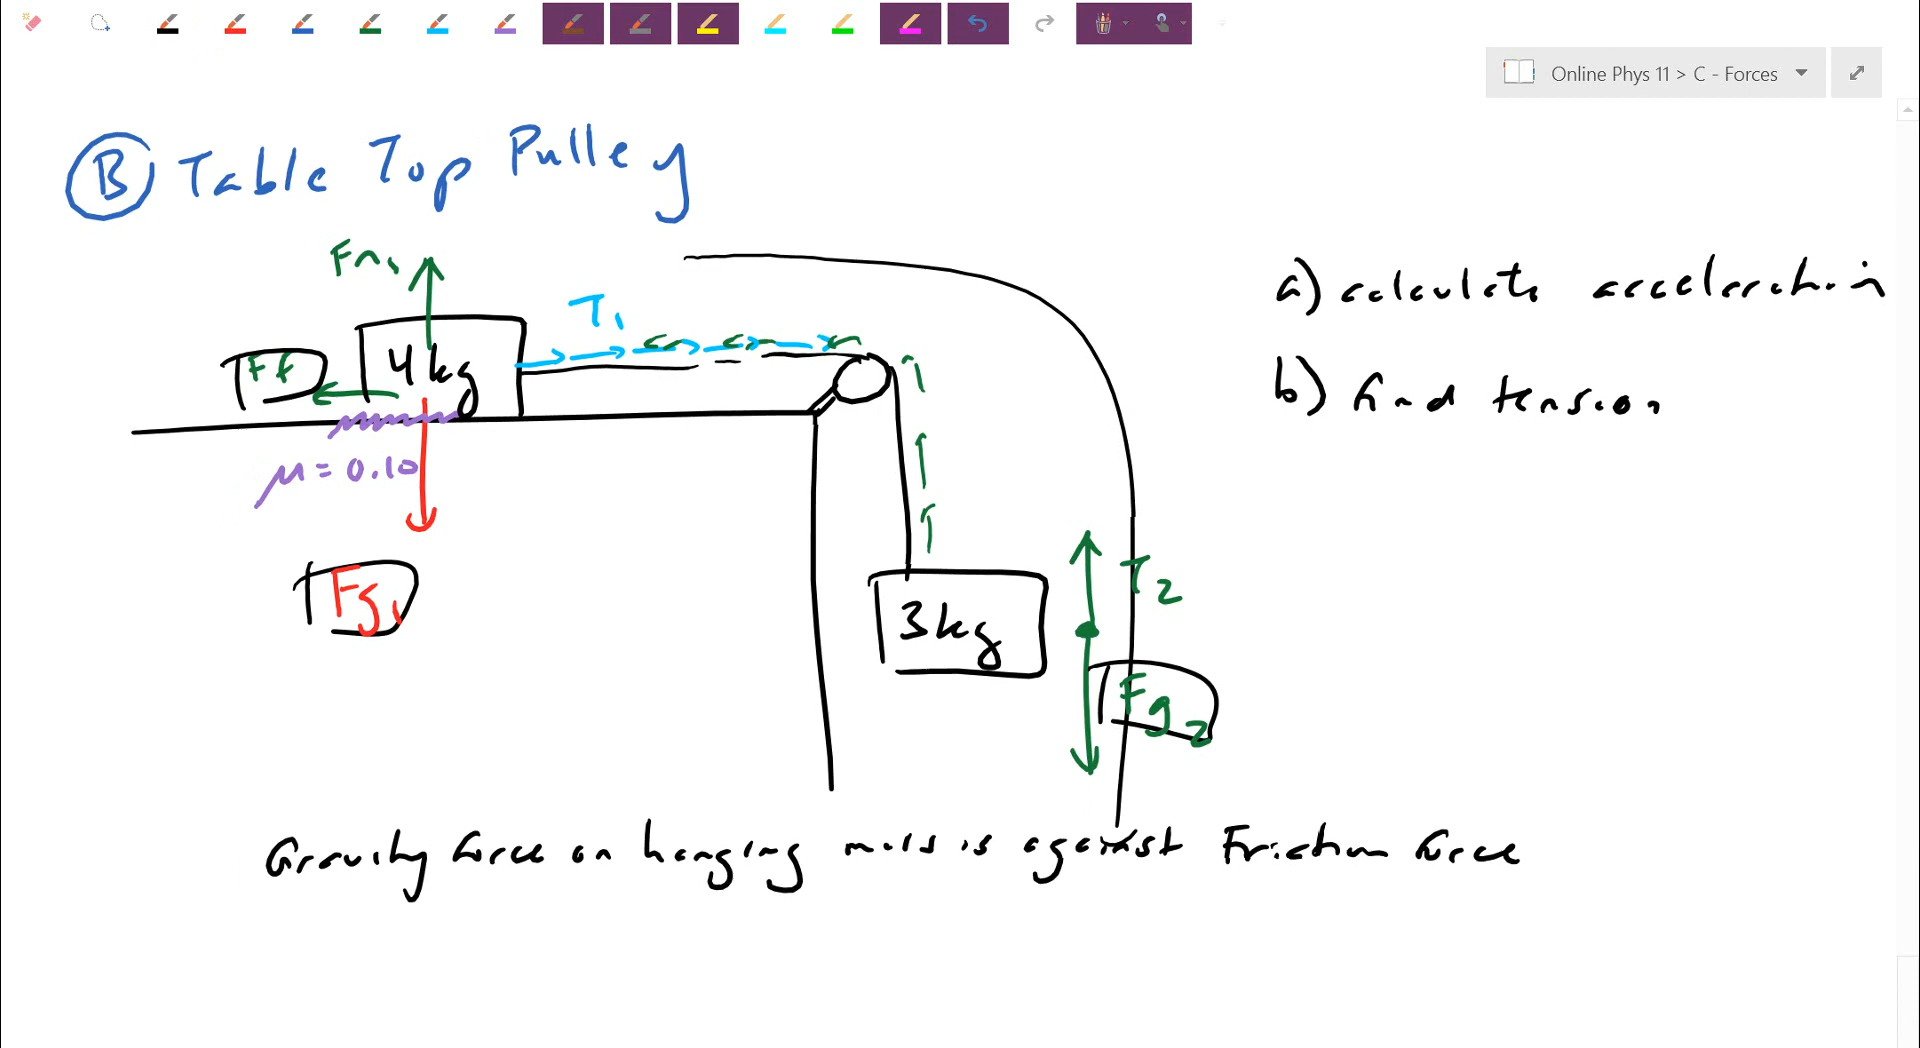 Online Phys 11 > C - Forces
B Table Top Pulley
Fn₁
T₁
a) calculate acceleration
Ff
4kg
b) find tension
μ = 0.10
T₂
Fg₁
3kg
Fg₂
Gravity force on hanging mass is against Friction force